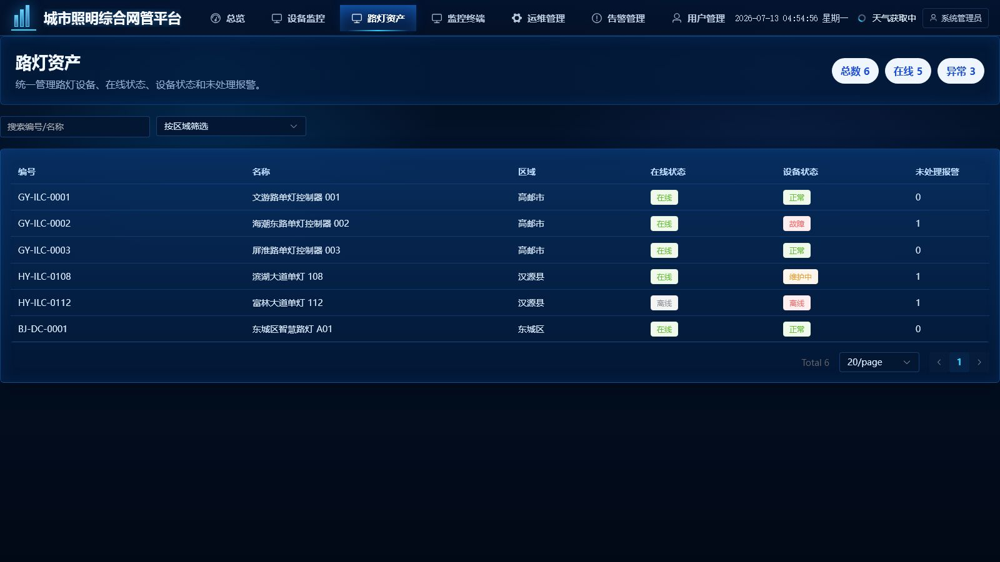 城市照明综合网管平台 总览 设备监控 路灯资产 监控终端 运维管理 告警管理 用户管理 2026-07-13 04:54:56 星期一 天气获取中 系统管理员
路灯资产
统一管理路灯设备、在线状态、设备状态和未处理报警。
总数 6 在线 5 异常 3
搜索编号/名称 按区域筛选
编号 名称 区域 在线状态 设备状态 未处理报警
GY-ILC-0001 文游路单灯控制器 001 高邮市 在线 正常 0
GY-ILC-0002 海潮东路单灯控制器 002 高邮市 在线 故障 1
GY-ILC-0003 屏淮路单灯控制器 003 高邮市 在线 正常 0
HY-ILC-0108 滨湖大道单灯 108 汉源县 在线 维护中 1
HY-ILC-0112 富林大道单灯 112 汉源县 离线 离线 1
BJ-DC-0001 东城区智慧路灯 A01 东城区 在线 正常 0
Total 6 20/page 1